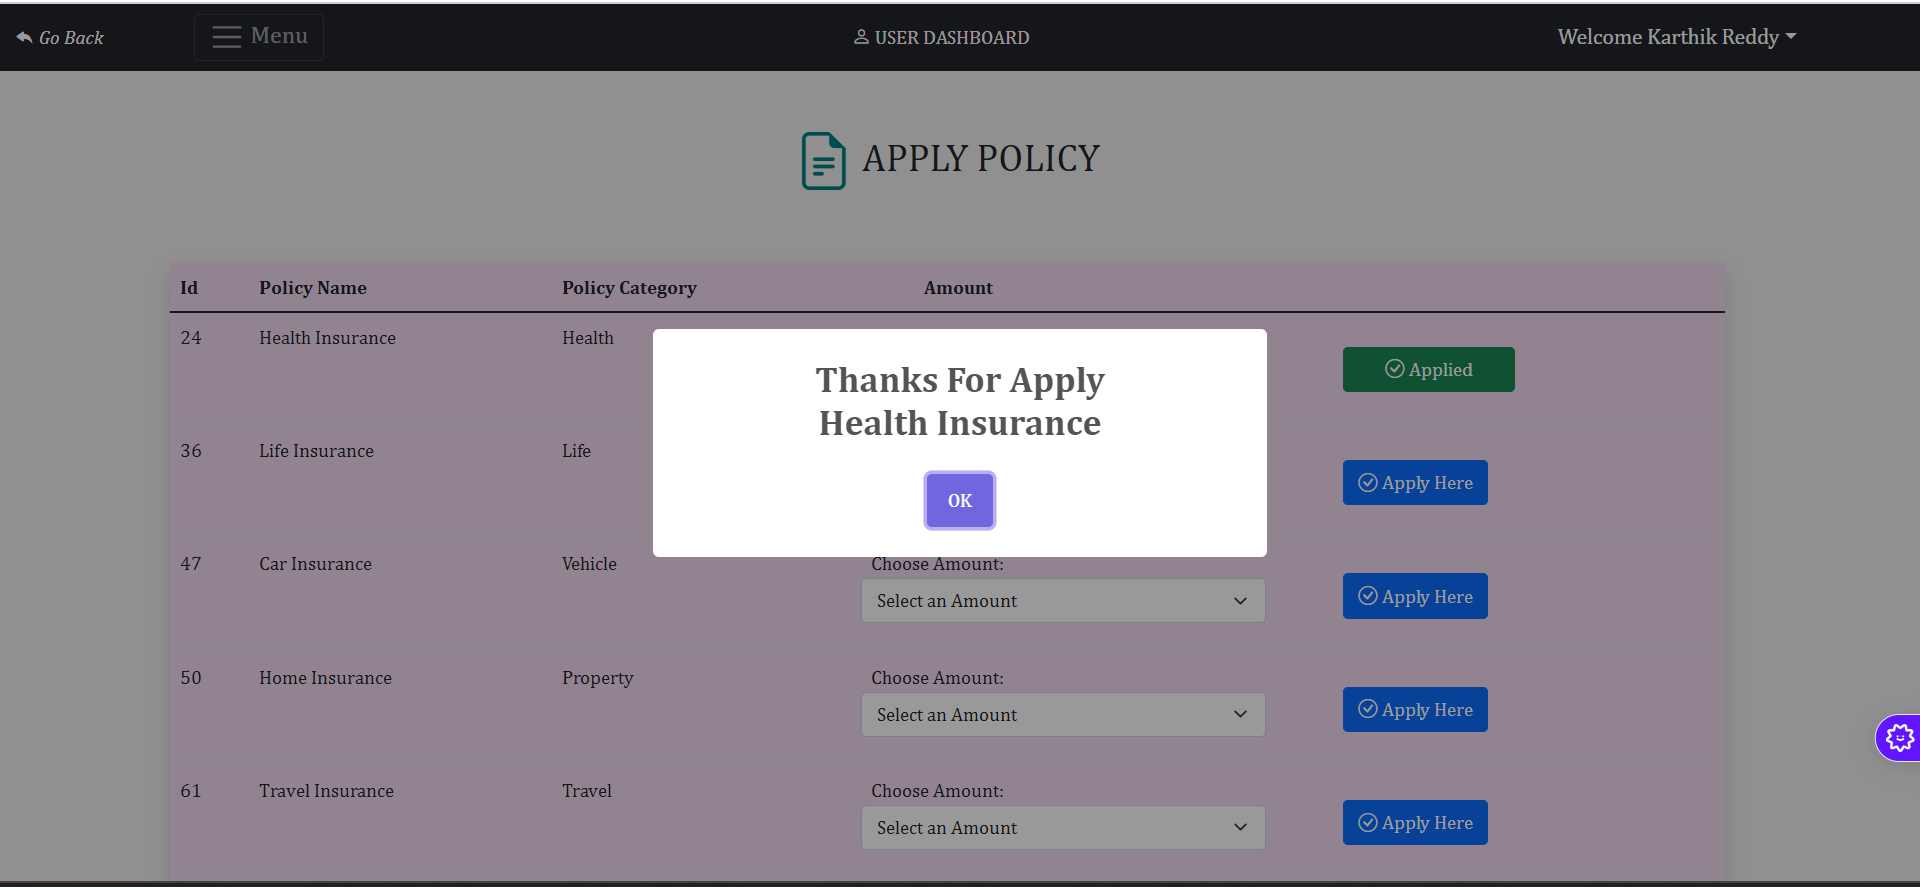 Go Back
Menu
USER DASHBOARD
Welcome Karthik Reddy
APPLY POLICY
Id Policy Name Policy Category Amount
24 Health Insurance Health
Applied
Thanks For Apply
Health Insurance
OK
36 Life Insurance Life
Apply Here
47 Car Insurance Vehicle Choose Amount:
Select an Amount
Apply Here
50 Home Insurance Property Choose Amount:
Select an Amount
Apply Here
61 Travel Insurance Travel Choose Amount:
Select an Amount
Apply Here